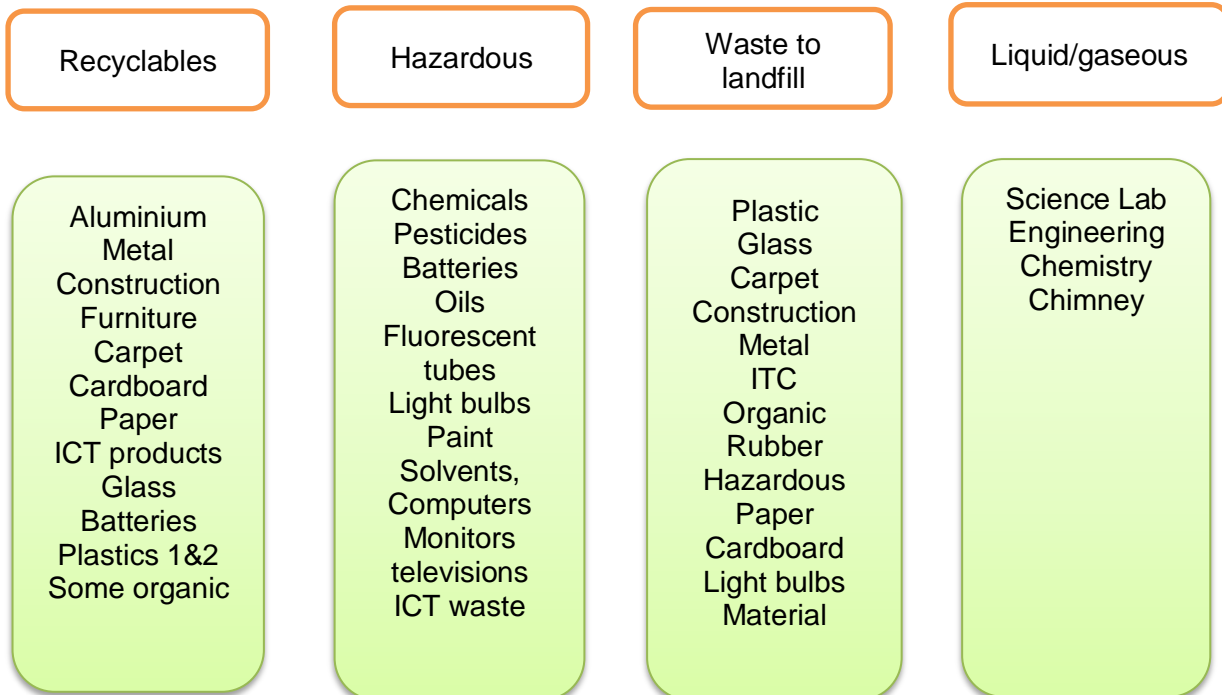 Recyclables
Hazardous
Waste to
landfill
Liquid/gaseous
Aluminium
Metal
Construction
Furniture
Carpet
Cardboard
Paper
ICT products
Glass
Batteries
Plastics 1&2
Some organic
Chemicals
Pesticides
Batteries
Oils
Fluorescent
tubes
Light bulbs
Paint
Solvents,
Computers
Monitors
televisions
ICT waste
Plastic
Glass
Carpet
Construction
Metal
ITC
Organic
Rubber
Hazardous
Paper
Cardboard
Light bulbs
Material
Science Lab
Engineering
Chemistry
Chimney